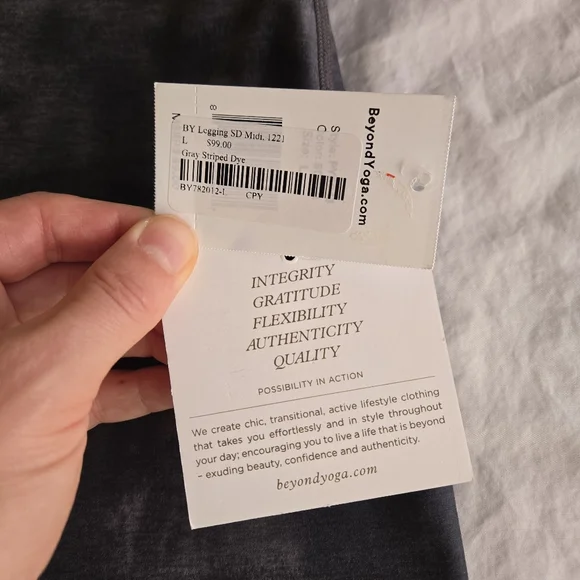 BY Legging SD Midi, 1221
L $99.00
Gray Striped Dye
BY782012-L CPY
BeyondYoga.com
INTEGRITY
GRATITUDE
FLEXIBILITY
AUTHENTICITY
QUALITY
POSSIBILITY IN ACTION
We create chic, transitional, active lifestyle clothing
that takes you effortlessly and in style throughout
your day; encouraging you to live a life that is beyond
– exuding beauty, confidence and authenticity.
beyondyoga.com